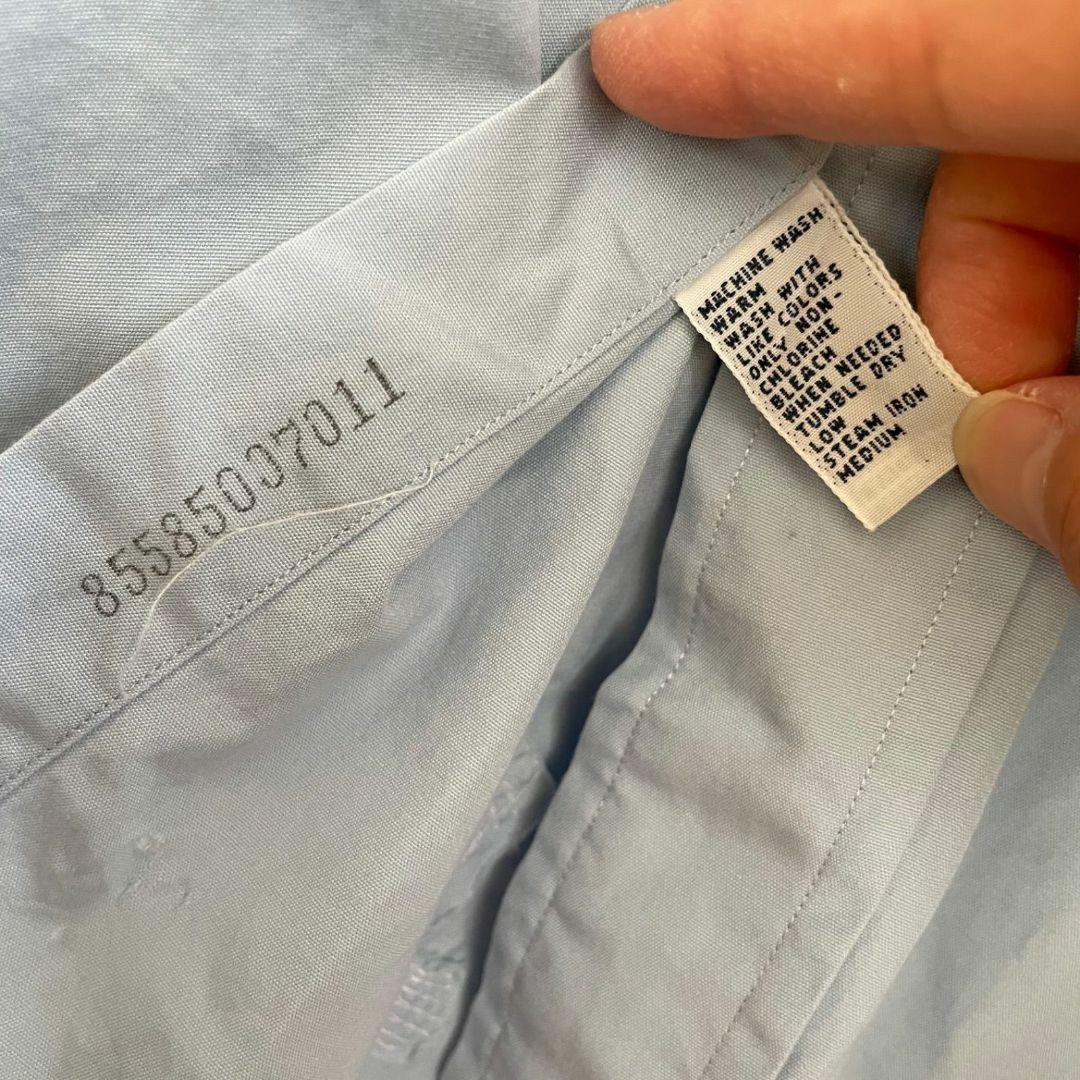 85585007011
MACHINE WASH
WARM
WASH WITH
LIKE COLORS
ONLY NON-
CHLORINE
BLEACH
WHEN NEEDED
TUMBLE DRY
LOW
STEAM IRON
MEDIUM